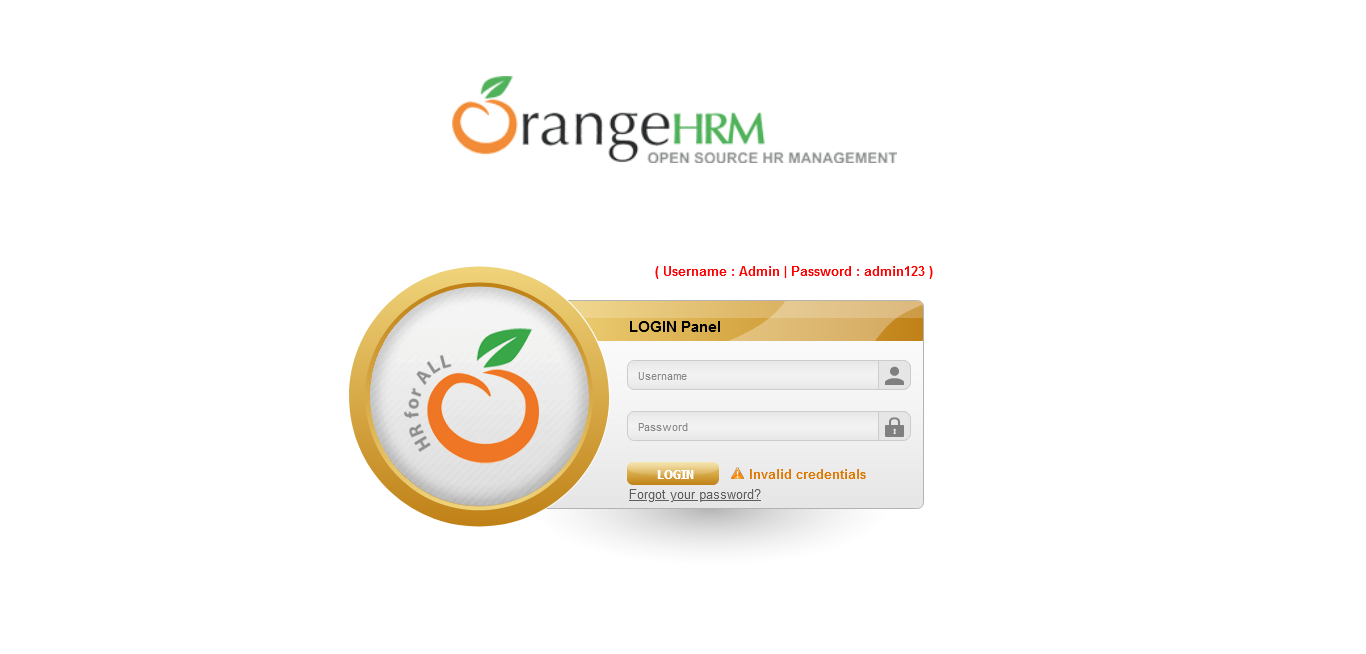 OrangeHRM
OPEN SOURCE HR MANAGEMENT
( Username : Admin | Password : admin123 )
LOGIN Panel
HR for ALL
Username
Password
LOGIN
Invalid credentials
Forgot your password?